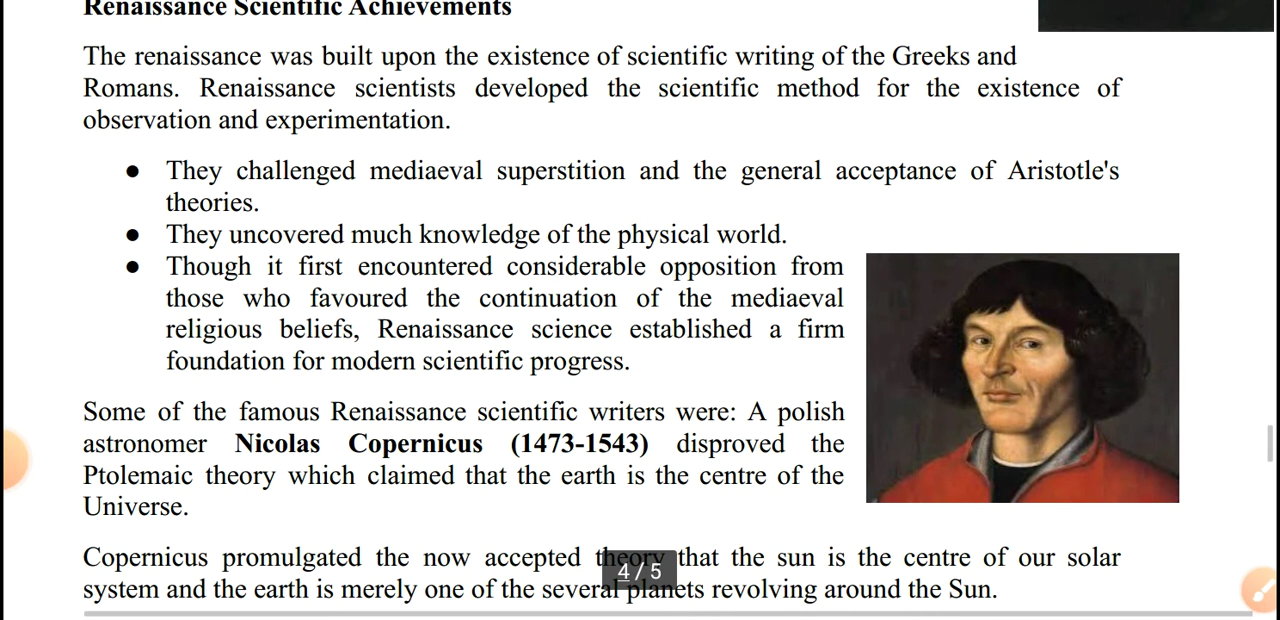 Renaissance Scientific Achievements
The renaissance was built upon the existence of scientific writing of the Greeks and
Romans. Renaissance scientists developed the scientific method for the existence of
observation and experimentation.
● They challenged mediaeval superstition and the general acceptance of Aristotle's
theories.
● They uncovered much knowledge of the physical world.
● Though it first encountered considerable opposition from
those who favoured the continuation of the mediaeval
religious beliefs, Renaissance science established a firm
foundation for modern scientific progress.
Some of the famous Renaissance scientific writers were: A polish
astronomer Nicolas Copernicus (1473-1543) disproved the
Ptolemaic theory which claimed that the earth is the centre of the
Universe.
Copernicus promulgated the now accepted theory that the sun is the centre of our solar
system and the earth is merely one of the several planets revolving around the Sun.
4 / 5